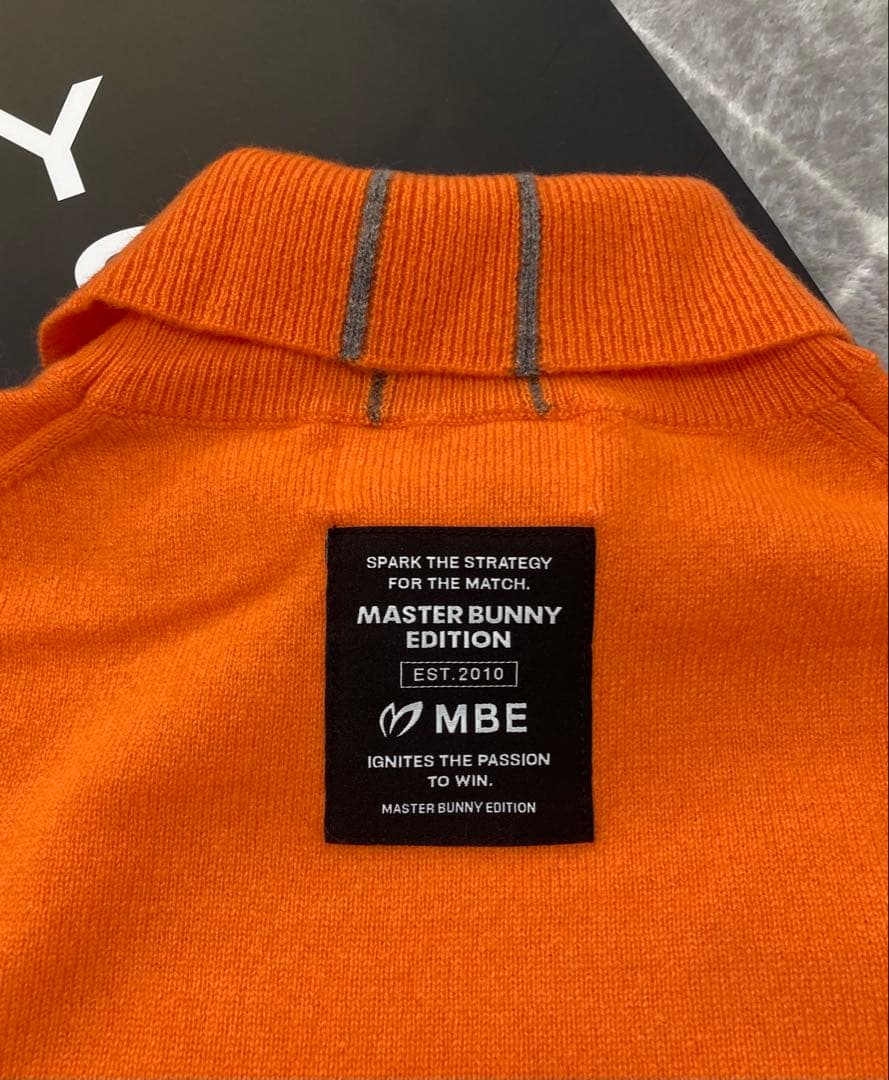 Y
SPARK THE STRATEGY
FOR THE MATCH.
MASTER BUNNY
EDITION
EST.2010
MBE
IGNITES THE PASSION
TO WIN.
MASTER BUNNY EDITION